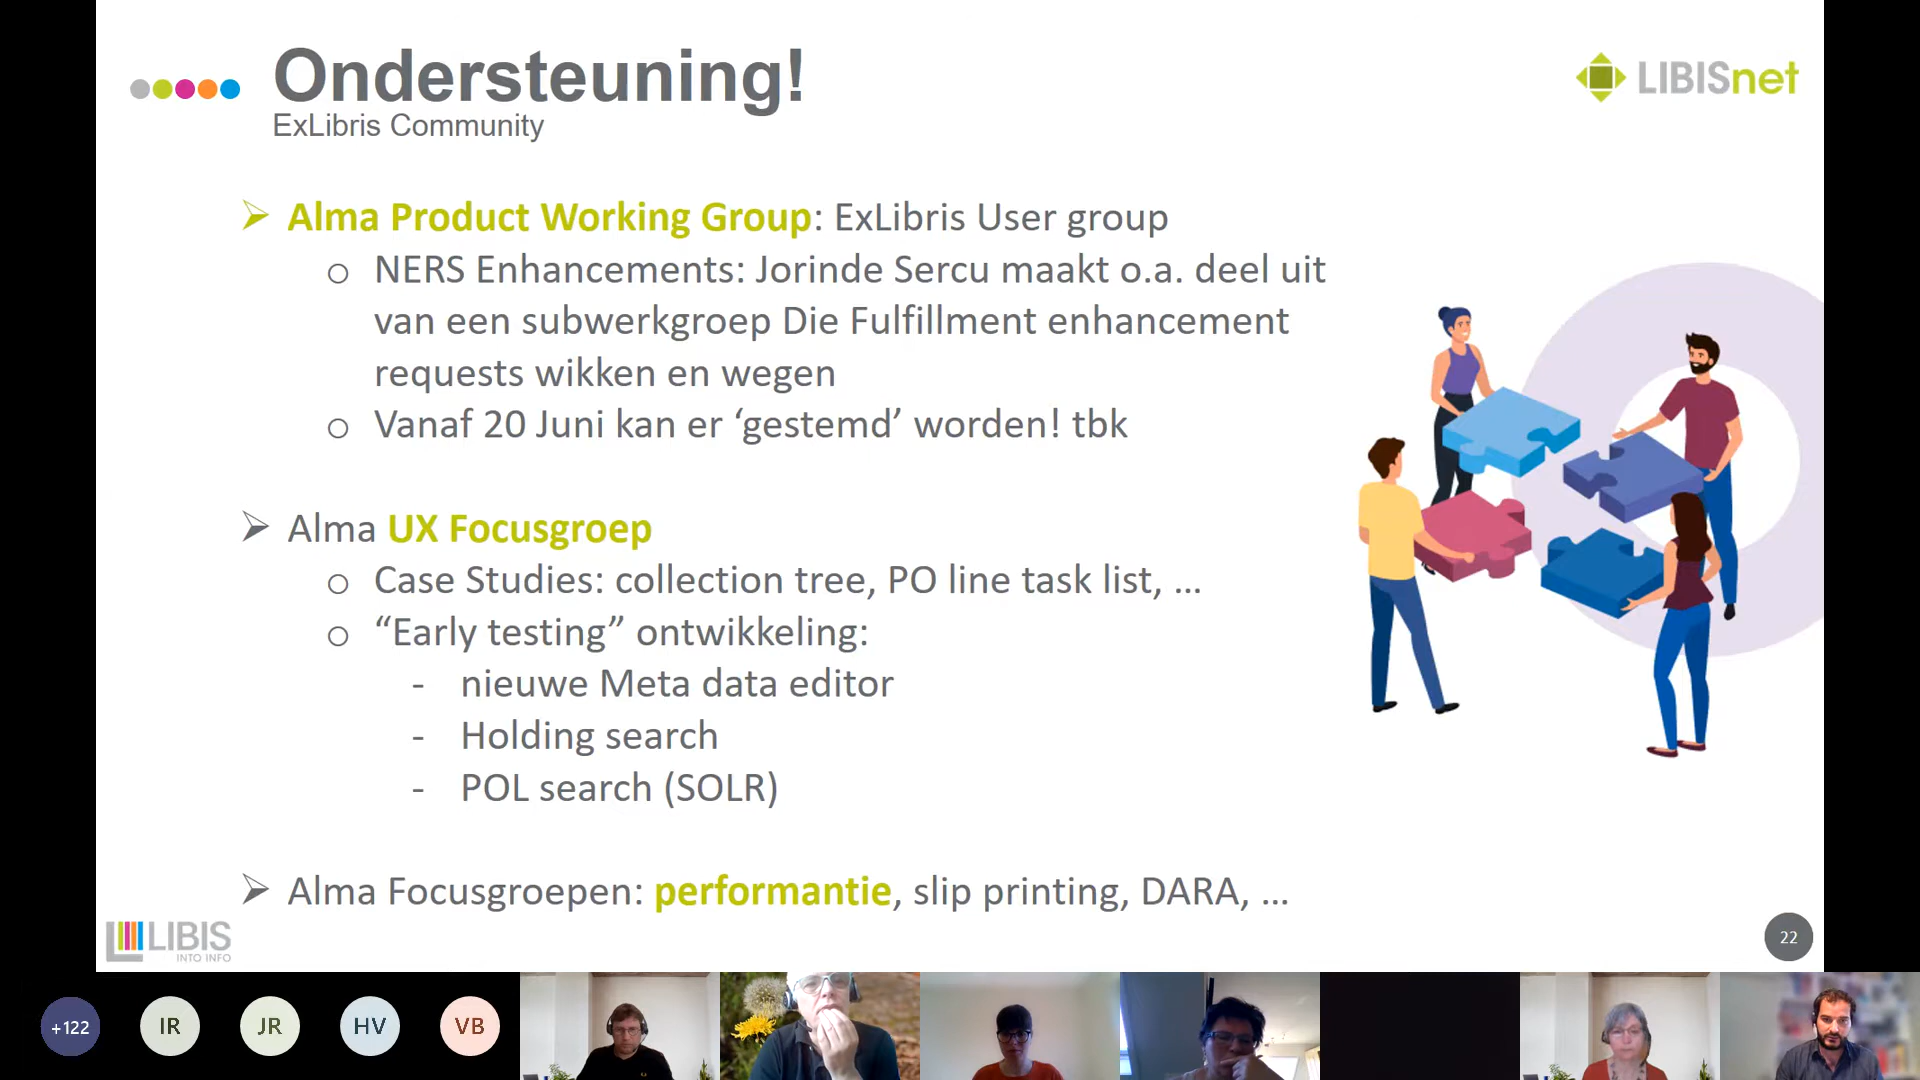 Ondersteuning!
ExLibris Community
LIBISnet
Alma Product Working Group: ExLibris User group
NERS Enhancements: Jorinde Sercu maakt o.a. deel uit
van een subwerkgroep Die Fulfillment enhancement
requests wikken en wegen
Vanaf 20 Juni kan er ‘gestemd’ worden! tbk
Alma UX Focusgroep
Case Studies: collection tree, PO line task list, ...
“Early testing” ontwikkeling:
- nieuwe Meta data editor
- Holding search
- POL search (SOLR)
Alma Focusgroepen: performantie, slip printing, DARA, ...
LIBIS
INTO INFO
22
+122
IR
JR
HV
VB